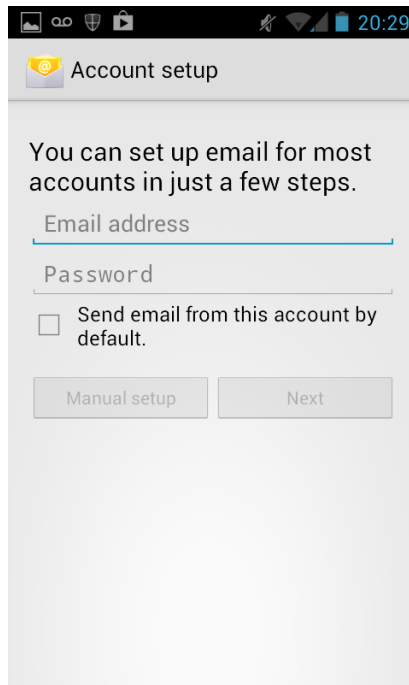 20:29
Account setup
You can set up email for most
accounts in just a few steps.
Email address
Password
Send email from this account by
default.
Manual setup
Next